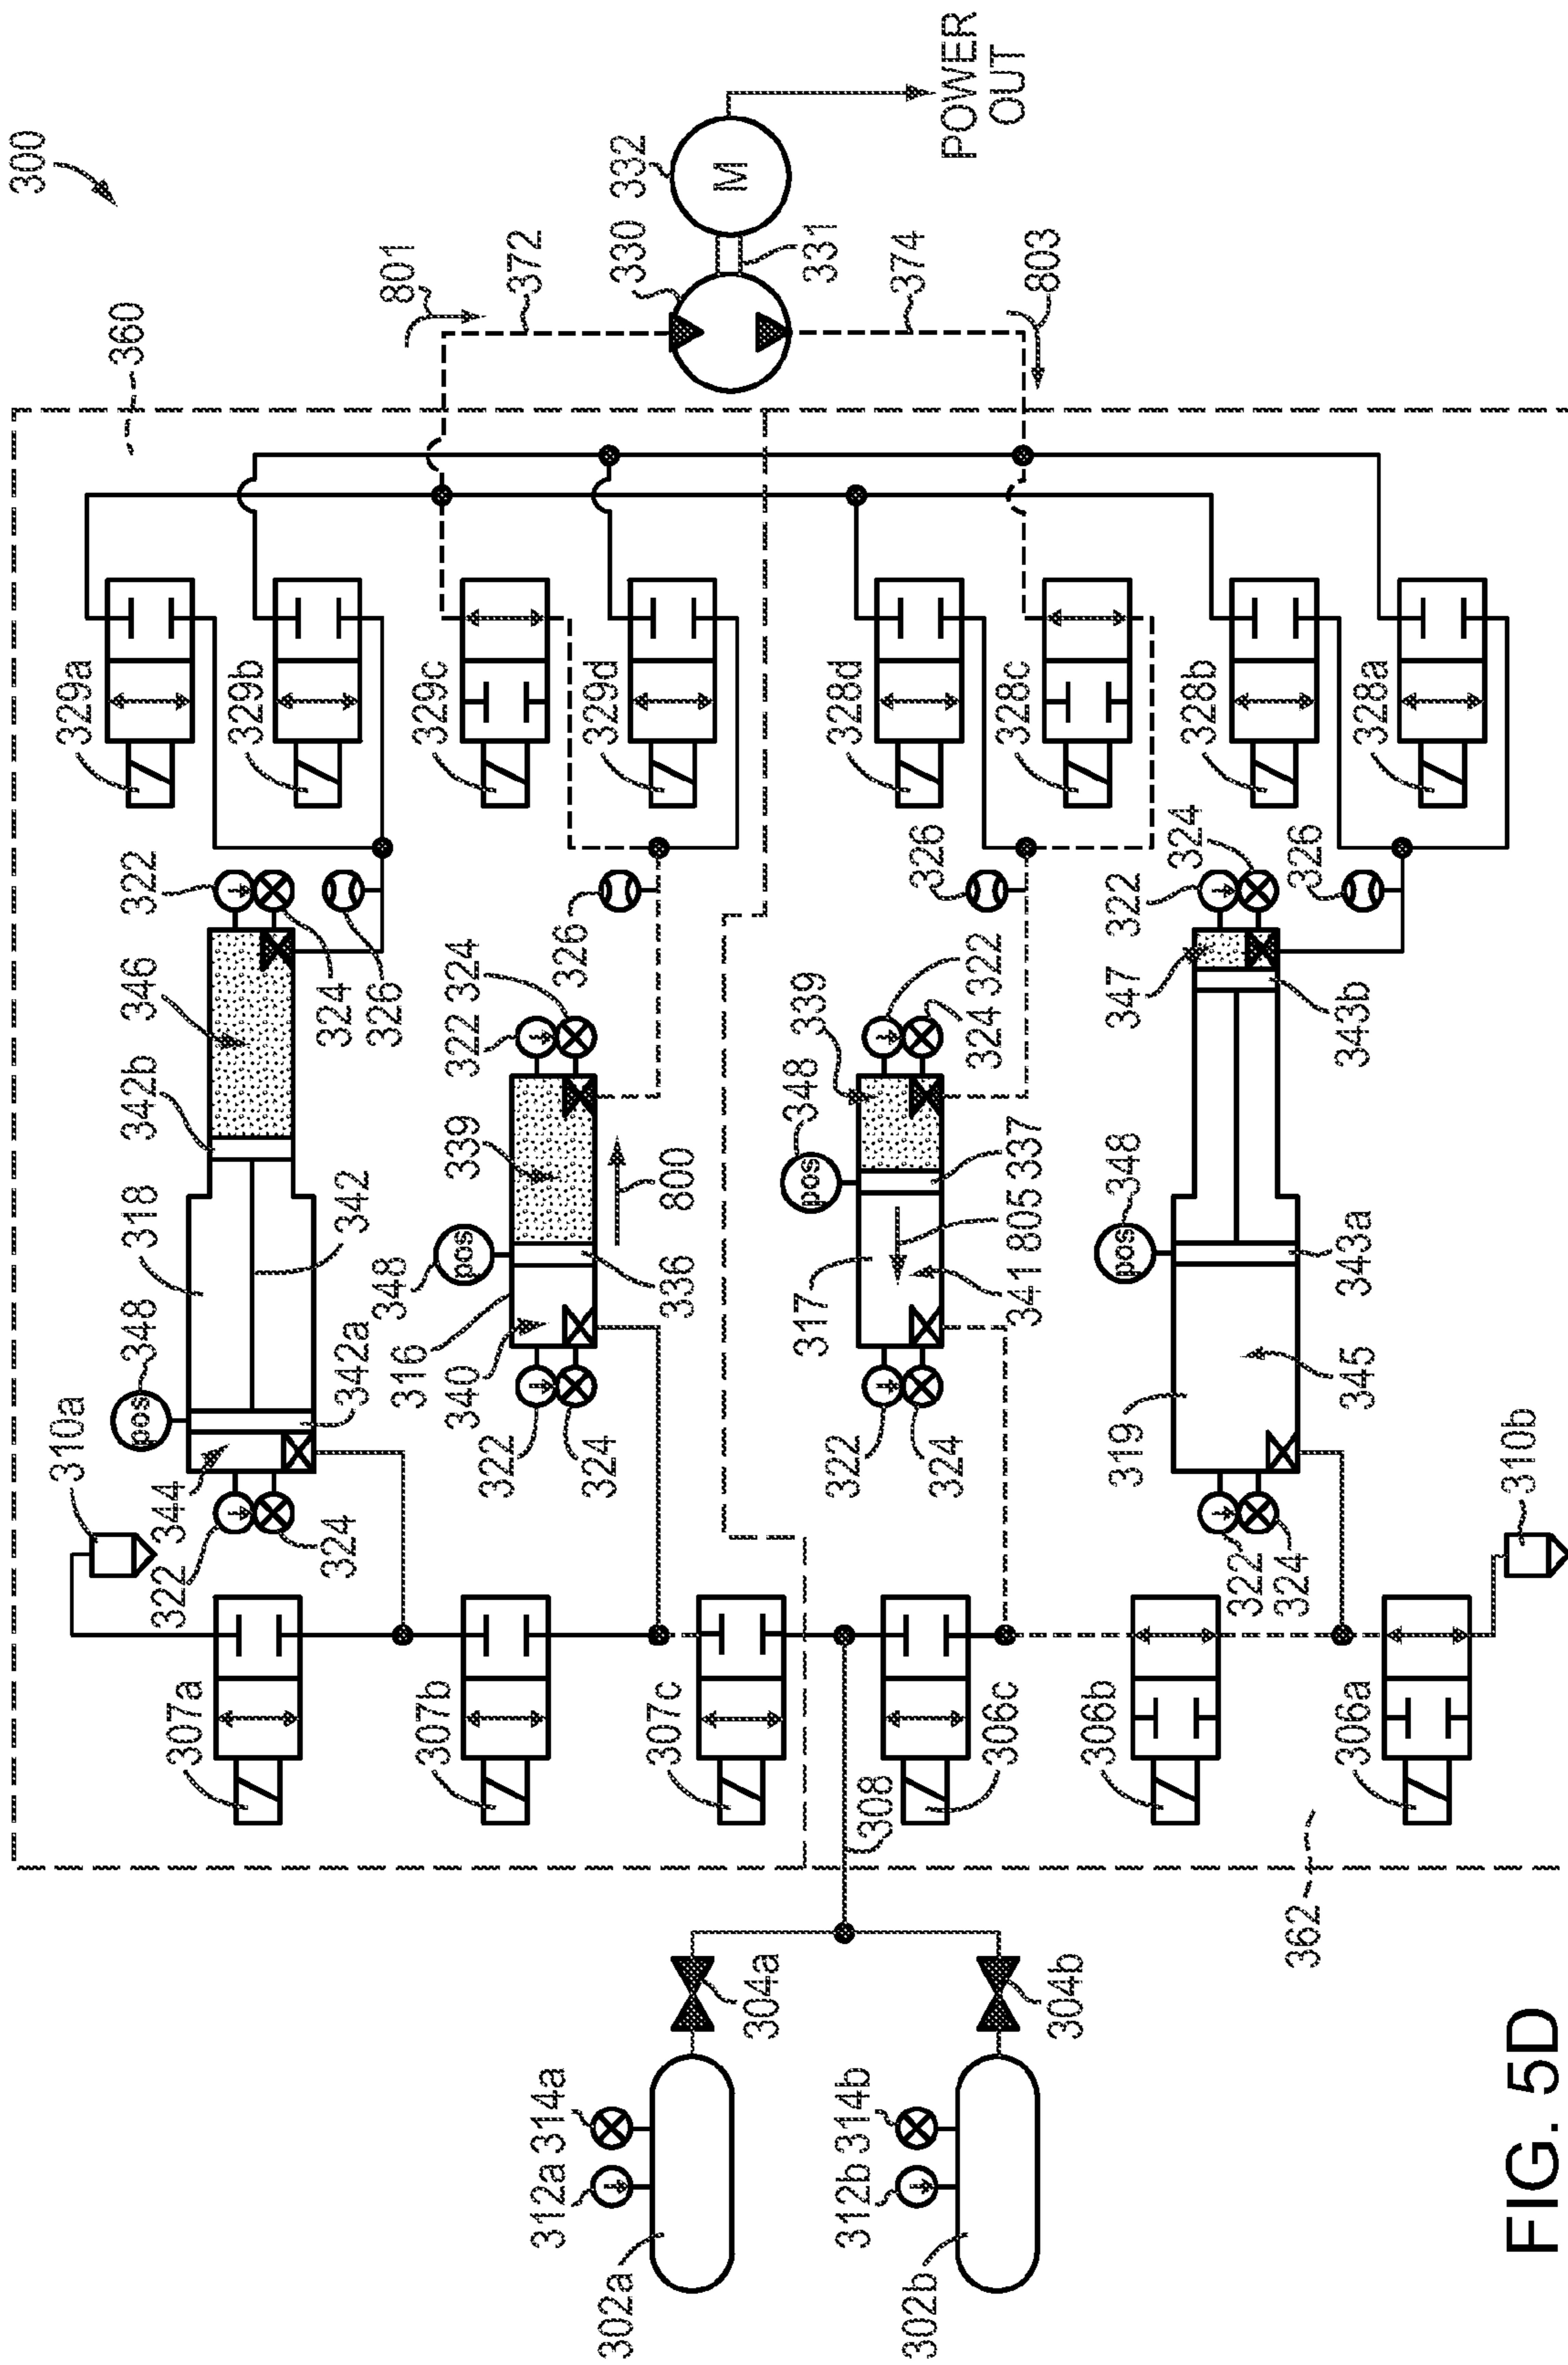 300
360
801
372
330
332
M
331
POWER
OUT
374
803
329a
329b
329c
329d
328d
328c
328b
328a
322
346
342b
318
348
pos
310a
324
326
342
342a
344
322
324
322
324
326
339
800
348
pos
316
336
340
322
324
326
339
348
pos
324
322
337
805
341
317
322
324
322
324
326
347
343b
348
pos
343a
345
319
310b
322
324
307a
307b
307c
308
306c
306b
306a
362
304a
304b
312a
314a
302a
312b
314b
302b
FIG. 5D